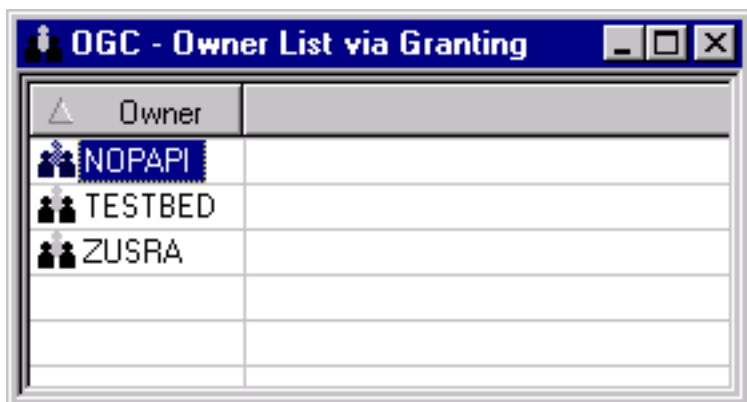 OGC - Owner List via Granting
Owner
NOPAPI
TESTBED
ZUSRA